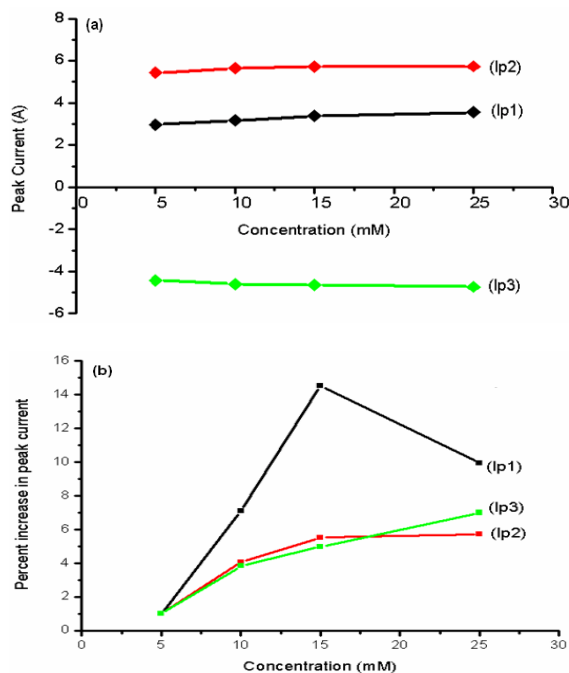 (a)
Peak Current (A)
8
6
4
2
0
-2
-4
-6
0 5 10 15 20 25 30
Concentration (mM)
(Ip2)
(Ip1)
(Ip3)
(b)
Percent increase in peak current
16
14
12
10
8
6
4
2
0
0 5 10 15 20 25 30
Concentration (mM)
(Ip1)
(Ip3)
(Ip2)